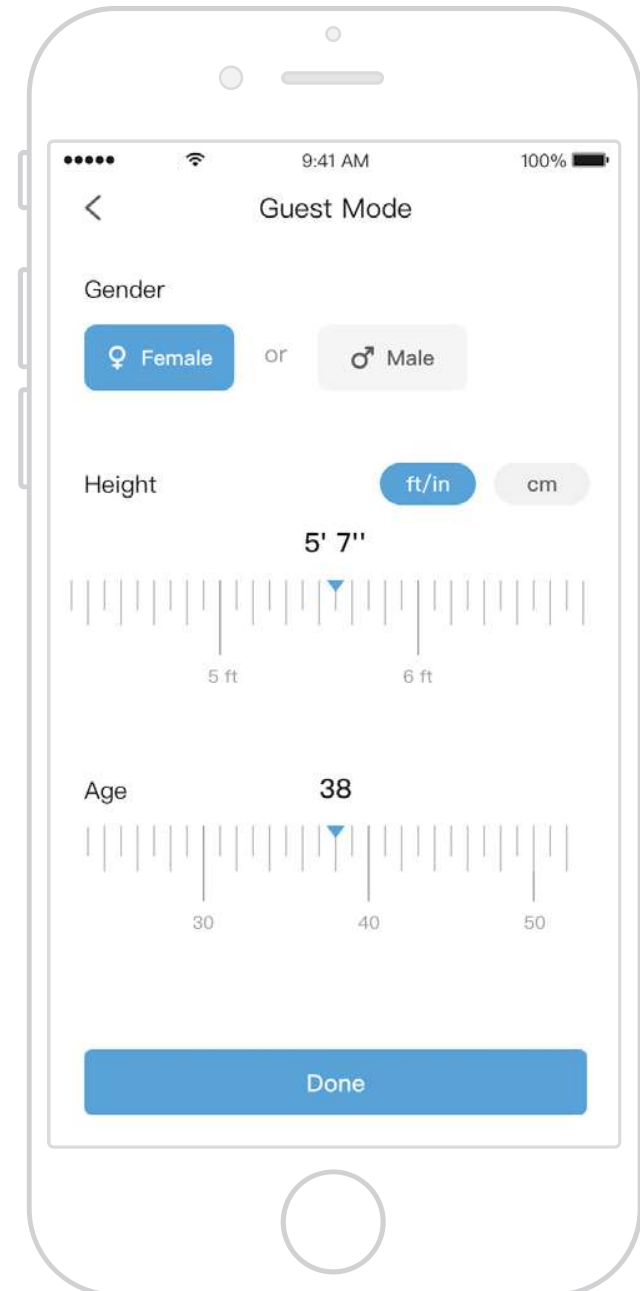 9:41 AM 100%
Guest Mode
Gender
Female or Male
Height ft/in cm
5' 7''
5 ft 6 ft
Age 38
30 40 50
Done